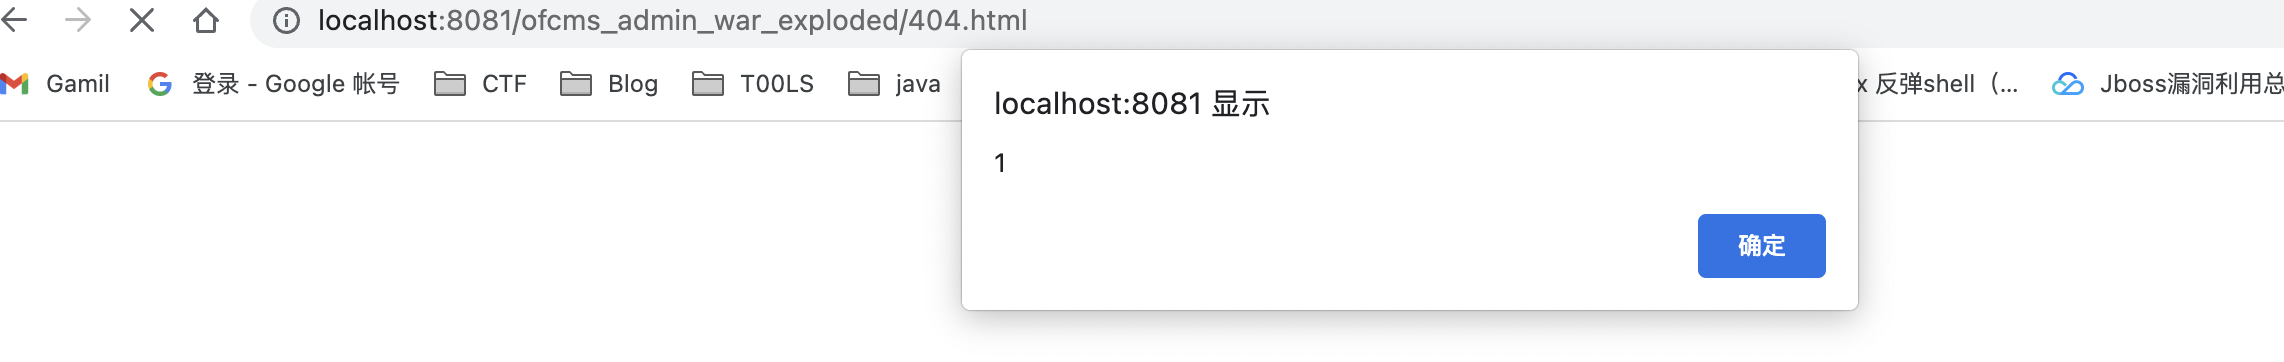 localhost:8081/ofcms_admin_war_exploded/404.html
Gamil 登录 - Google 帐号 CTF Blog T00LS java x 反弹shell（... Jboss漏洞利用总
localhost:8081 显示
1
确定